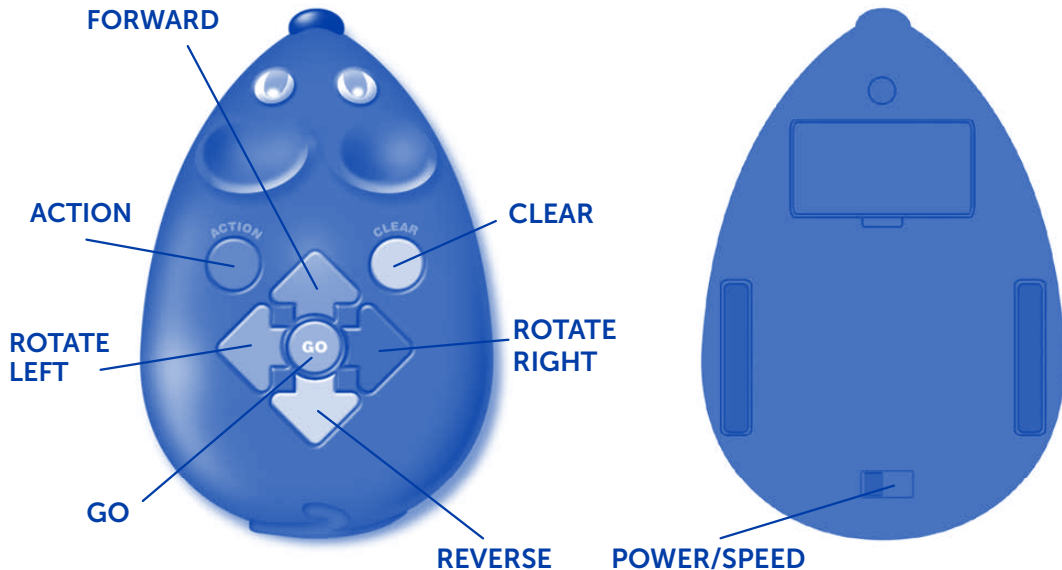 FORWARD
ACTION
ACTION
CLEAR
CLEAR
ROTATE
LEFT
GO
ROTATE
RIGHT
GO
REVERSE
POWER/SPEED